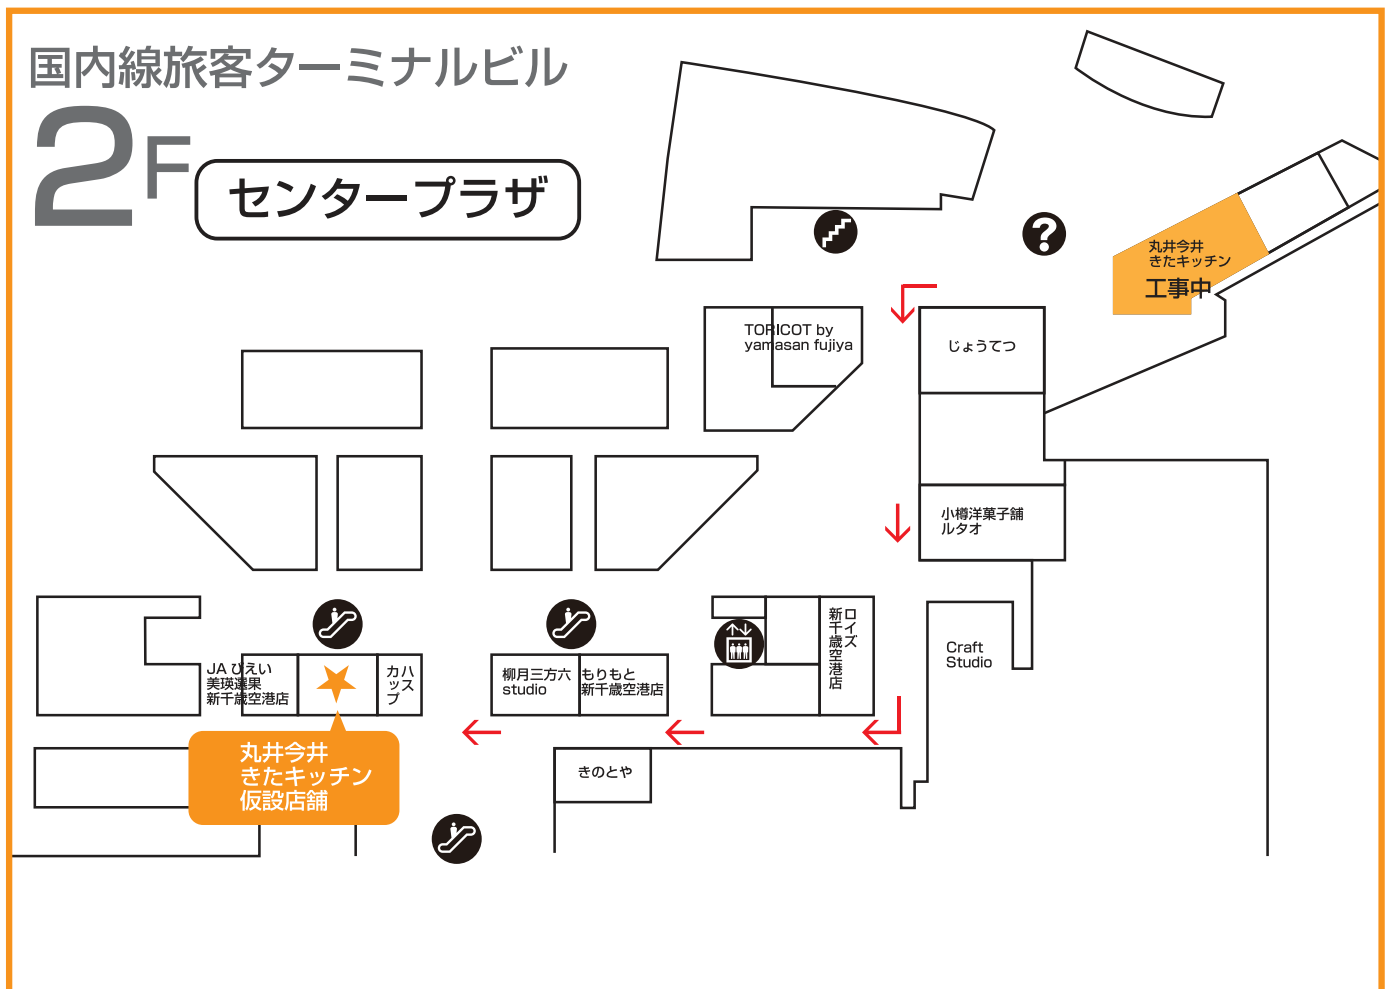 国内線旅客ターミナルビル
2F
センタープラザ
?
丸井今井
きたキッチン
工事中
TORICOT by
yamasan fujiya
じょうてつ
小樽洋菓子舗
ルタオ
ロイズ
新千歳空港店
Craft
Studio
JA びえい
美瑛選果
新千歳空港店
ハス
カップ
柳月三方六
studio
もりもと
新千歳空港店
丸井今井
きたキッチン
仮設店舗
きのとや